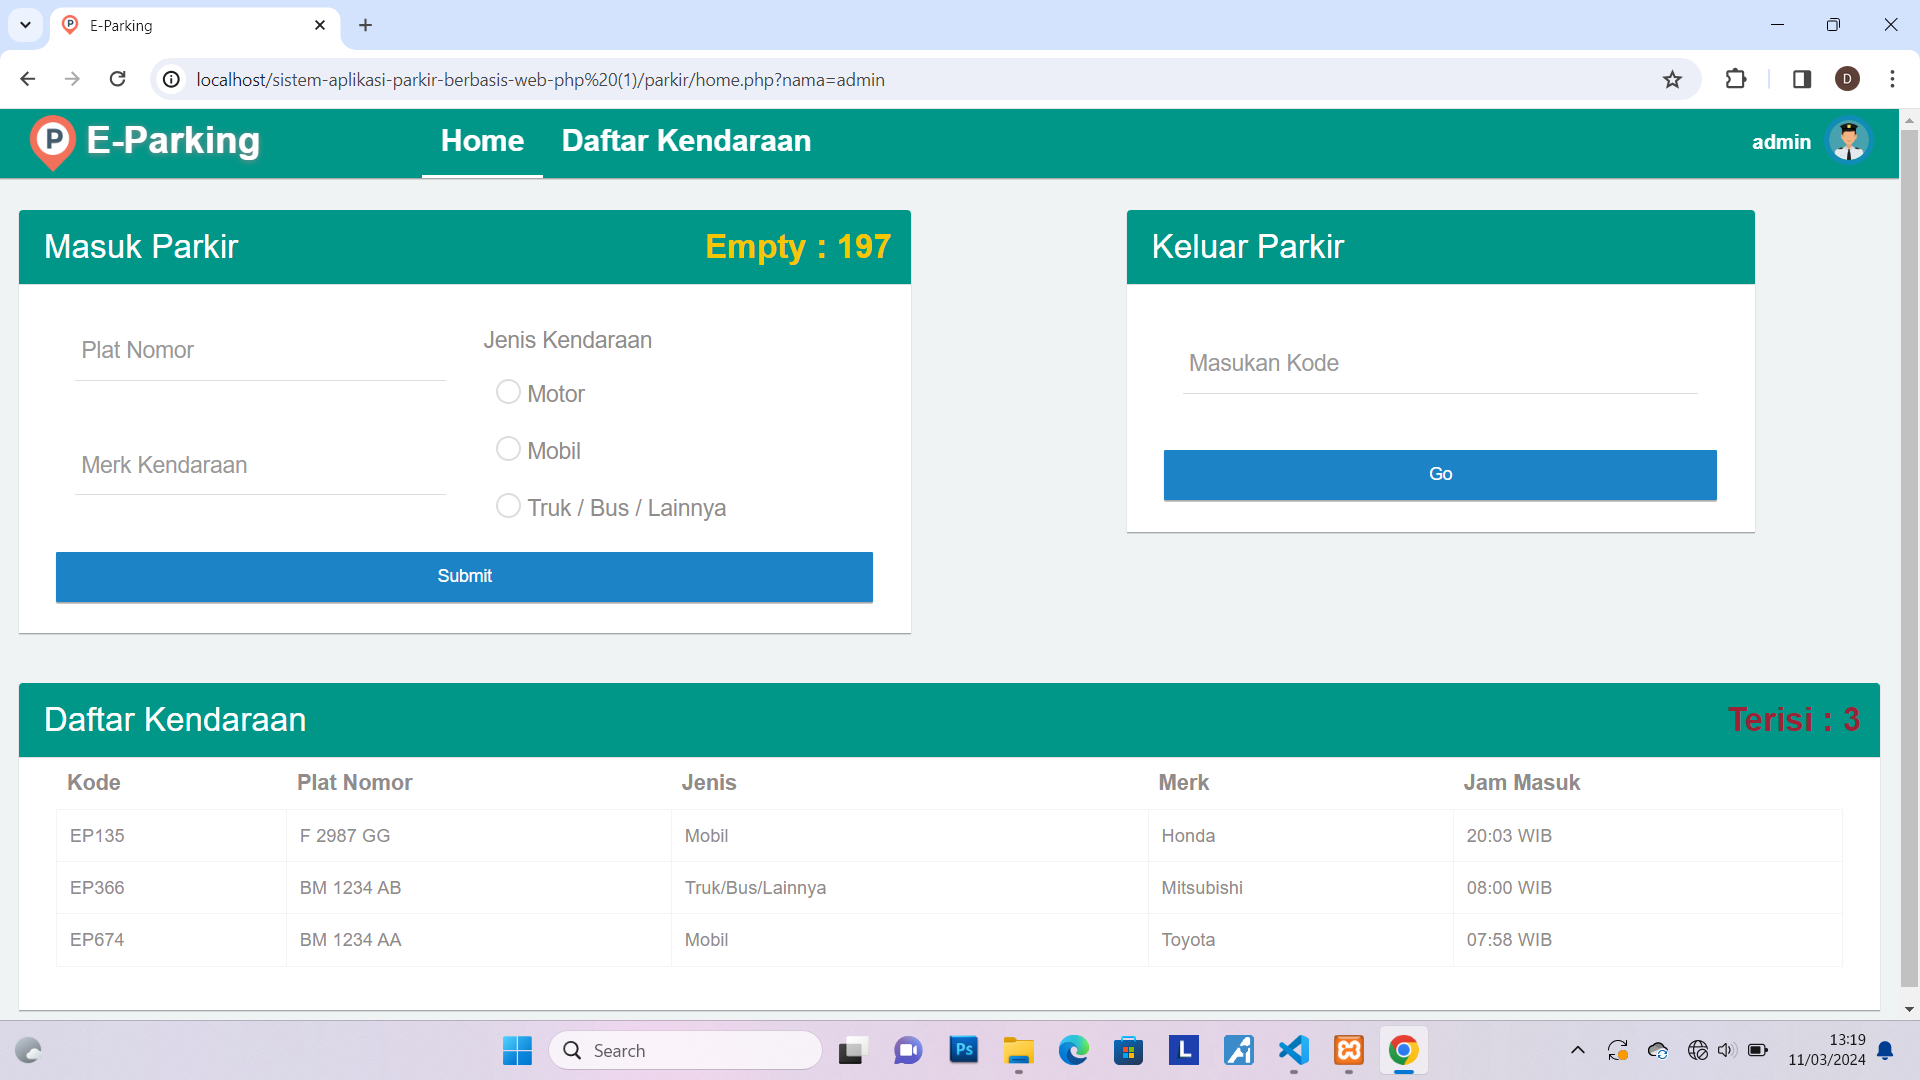 E-Parking
localhost/sistem-aplikasi-parkir-berbasis-web-php%20(1)/parkir/home.php?nama=admin
D
P E-Parking
Home
Daftar Kendaraan
admin
Masuk Parkir
Empty : 197
Plat Nomor
Merk Kendaraan
Jenis Kendaraan
Motor
Mobil
Truk / Bus / Lainnya
Submit
Keluar Parkir
Masukan Kode
Go
Daftar Kendaraan
Terisi : 3
Kode Plat Nomor Jenis Merk Jam Masuk
EP135 F 2987 GG Mobil Honda 20:03 WIB
EP366 BM 1234 AB Truk/Bus/Lainnya Mitsubishi 08:00 WIB
EP674 BM 1234 AA Mobil Toyota 07:58 WIB
Search
Ps
L
13:19
11/03/2024